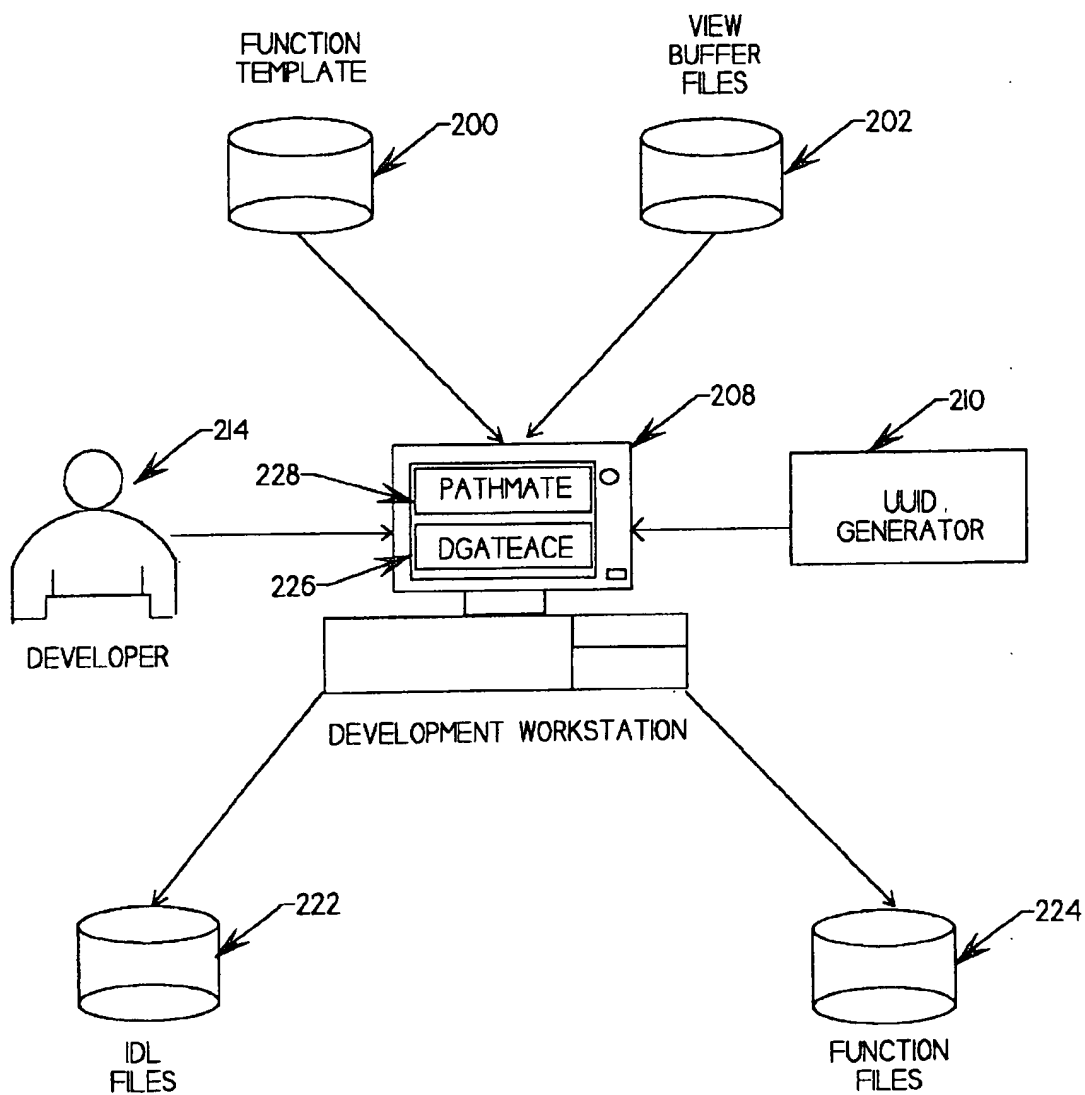 FUNCTION
TEMPLATE
VIEW
BUFFER
FILES
200
202
214
208
210
228
PATHMATE
DGATEACE
226
UUID
GENERATOR
DEVELOPER
DEVELOPMENT WORKSTATION
222
224
IDL
FILES
FUNCTION
FILES